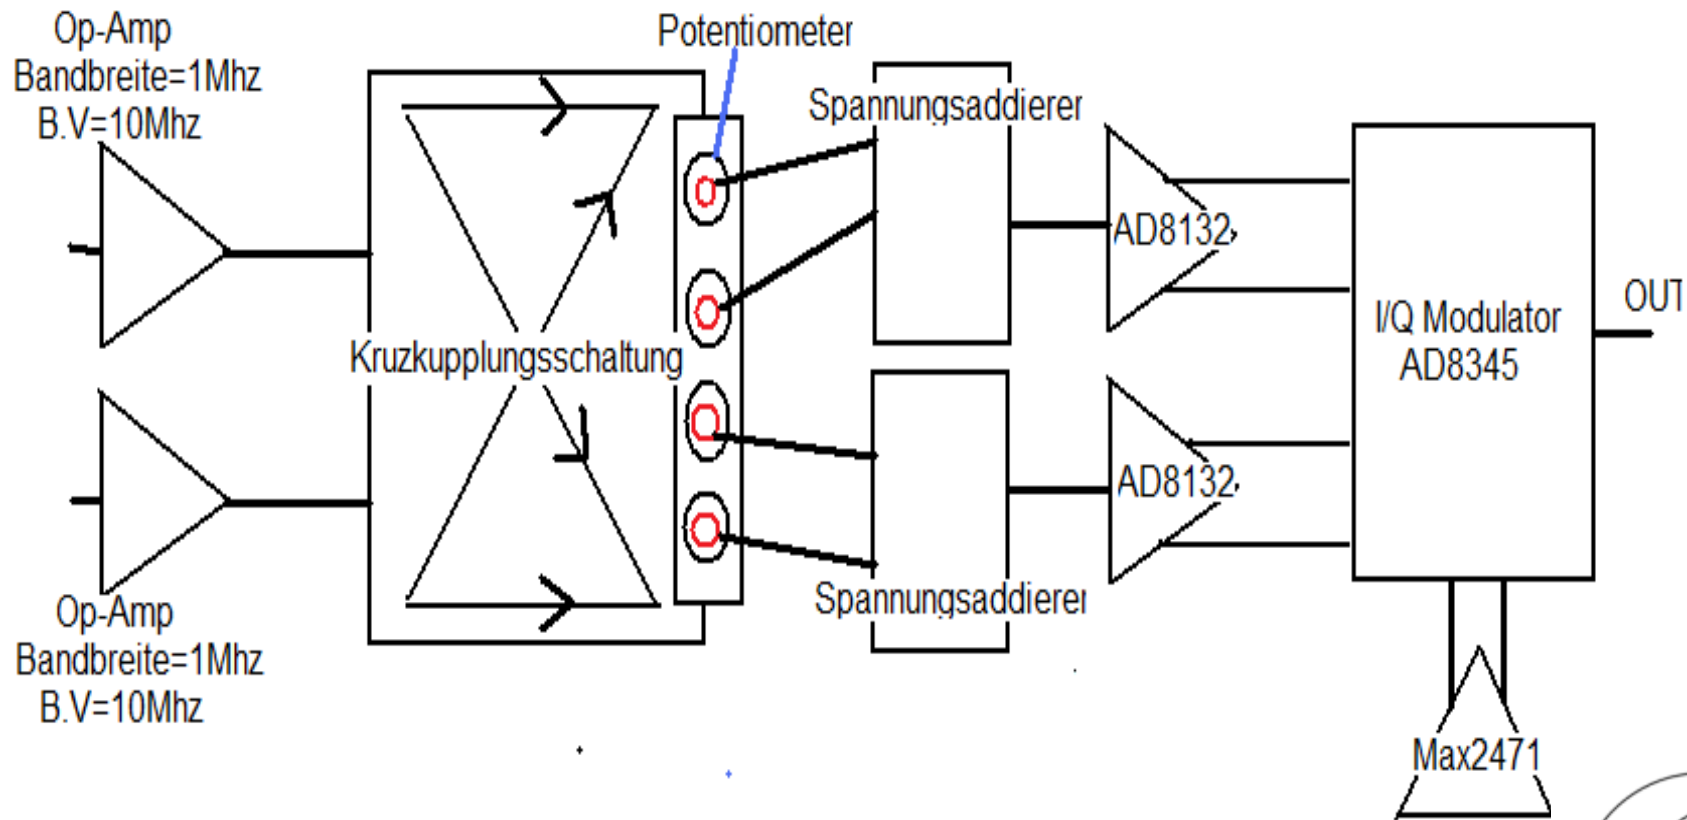 Op-Amp
Bandbreite=1Mhz
B.V=10Mhz
Potentiometer
Spannungsaddierer
AD8132
Kruzkupplungsschaltung
I/Q Modulator
AD8345
OUT
AD8132
Spannungsaddierer
Op-Amp
Bandbreite=1Mhz
B.V=10Mhz
Max2471